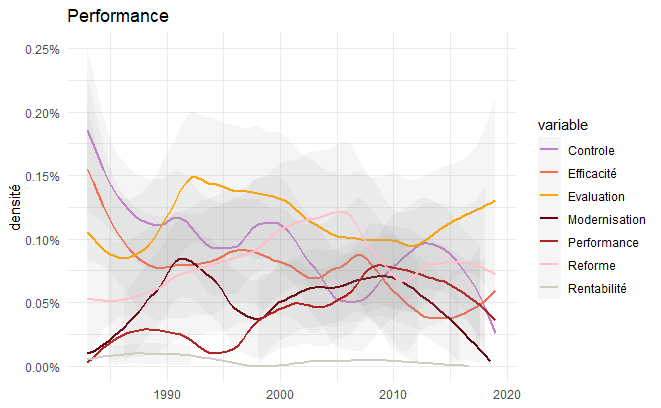 Performance
0.25%
0.20%
0.15%
0.10%
0.05%
0.00%
densité
1990
2000
2010
2020
variable
Controle
Efficacité
Evaluation
Modernisation
Performance
Reforme
Rentabilité